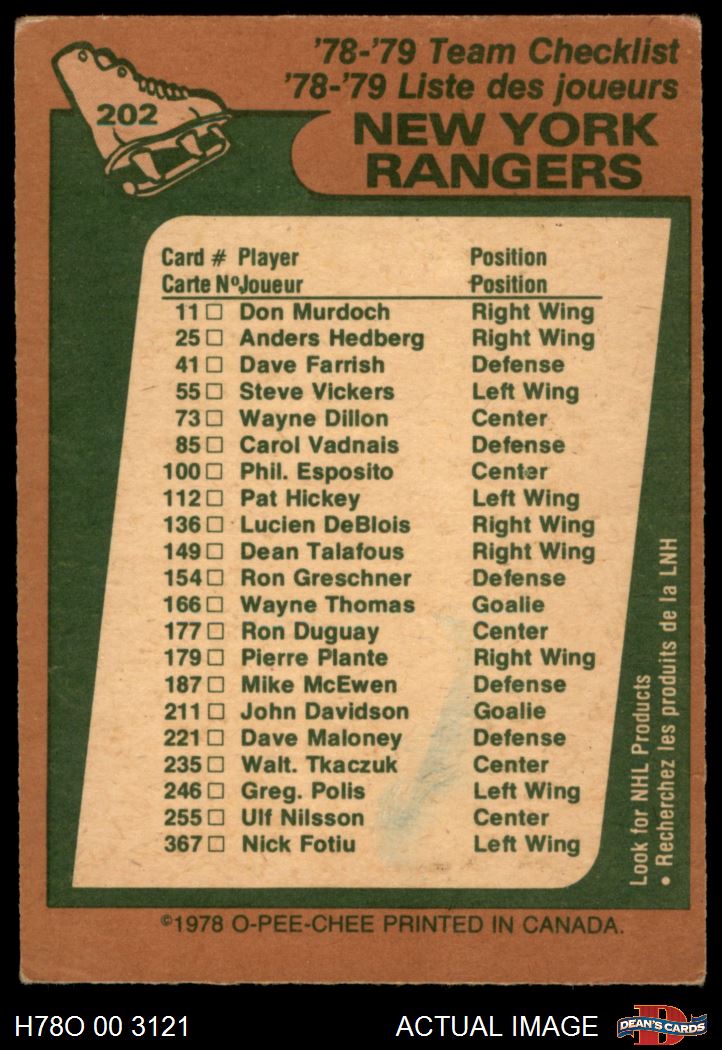 '78-'79 Team Checklist
'78-'79 Liste des joueurs
202
NEW YORK
RANGERS
Card # Player Position
Carte Nº Joueur Position
11 □ Don Murdoch Right Wing
25 □ Anders Hedberg Right Wing
41 □ Dave Farrish Defense
55 □ Steve Vickers Left Wing
73 □ Wayne Dillon Center
85 □ Carol Vadnais Defense
100 □ Phil. Esposito Center
112 □ Pat Hickey Left Wing
136 □ Lucien DeBlois Right Wing
149 □ Dean Talafous Right Wing
154 □ Ron Greschner Defense
166 □ Wayne Thomas Goalie
177 □ Ron Duguay Center
179 □ Pierre Plante Right Wing
187 □ Mike McEwen Defense
211 □ John Davidson Goalie
221 □ Dave Maloney Defense
235 □ Walt. Tkaczuk Center
246 □ Greg. Polis Left Wing
255 □ Ulf Nilsson Center
367 □ Nick Fotiu Left Wing
Look for NHL Products
• Recherchez les produits de la LNH
©1978 O-PEE-CHEE PRINTED IN CANADA.
H78O 00 3121 ACTUAL IMAGE
D
DEAN'S CARDS